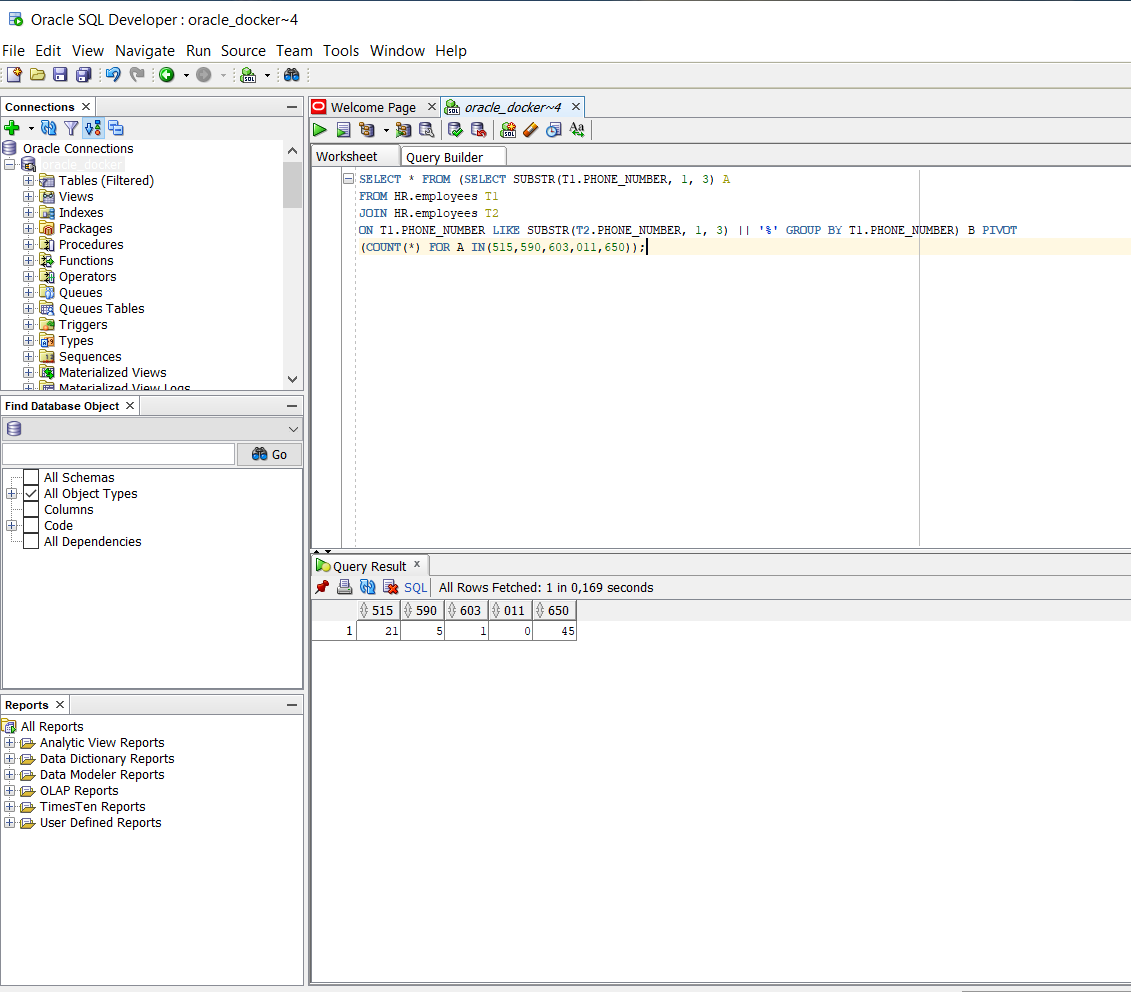 Oracle SQL Developer : oracle_docker~4
File Edit View Navigate Run Source Team Tools Window Help
Connections
Oracle Connections
oracle_docker
Tables (Filtered)
Views
Indexes
Packages
Procedures
Functions
Operators
Queues
Queues Tables
Triggers
Types
Sequences
Materialized Views
Materialized View Logs
Find Database Object
Go
All Schemas
All Object Types
Columns
Code
All Dependencies
Reports
All Reports
Analytic View Reports
Data Dictionary Reports
Data Modeler Reports
OLAP Reports
TimesTen Reports
User Defined Reports
Welcome Page oracle_docker~4
Worksheet Query Builder
SELECT * FROM (SELECT SUBSTR(T1.PHONE_NUMBER, 1, 3) A
FROM HR.employees T1
JOIN HR.employees T2
ON T1.PHONE_NUMBER LIKE SUBSTR(T2.PHONE_NUMBER, 1, 3) || '%' GROUP BY T1.PHONE_NUMBER) B PIVOT
(COUNT(*) FOR A IN(515,590,603,011,650));
Query Result
SQL All Rows Fetched: 1 in 0,169 seconds
515 590 603 011 650
1 21 5 1 0 45